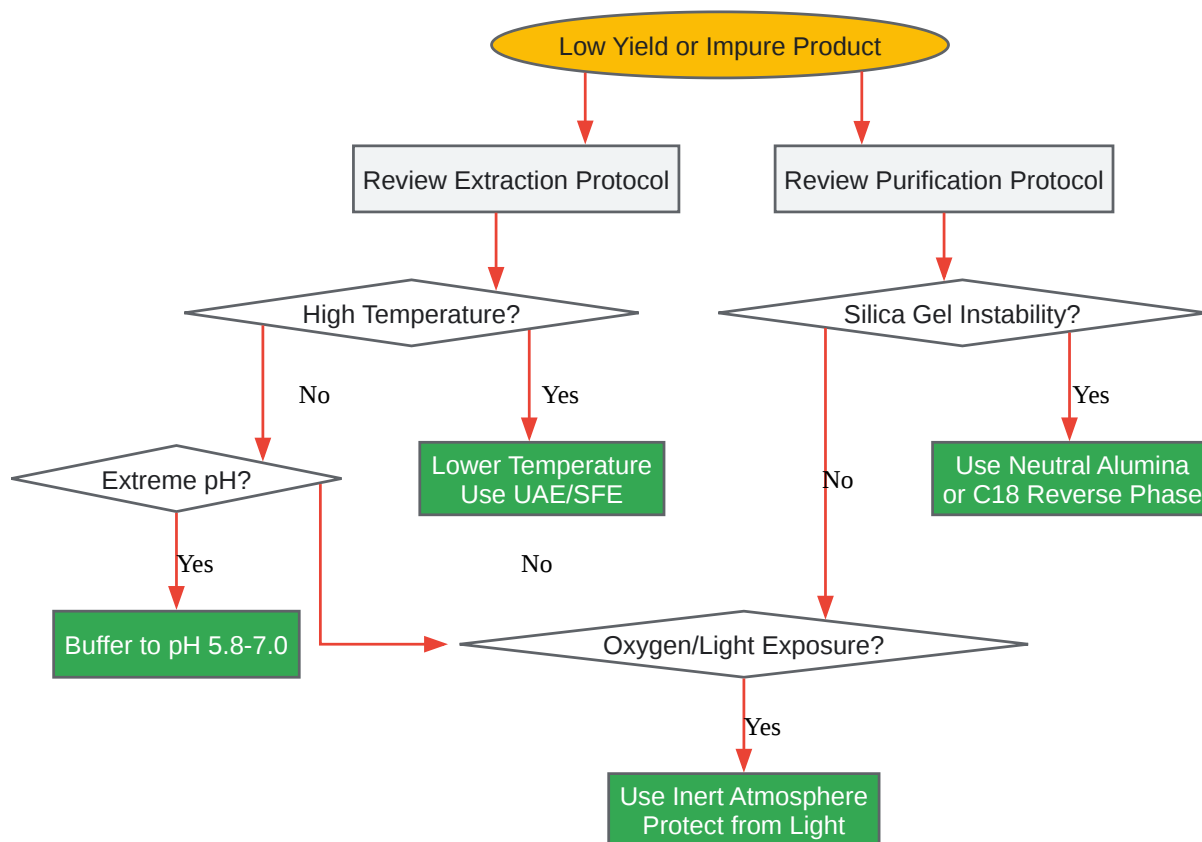 Low Yield or Impure Product
Review Extraction Protocol
Review Purification Protocol
High Temperature?
Silica Gel Instability?
No
Yes
Yes
Extreme pH?
Lower Temperature
Use UAE/SFE
No
Use Neutral Alumina
or C18 Reverse Phase
Yes
No
Buffer to pH 5.8-7.0
Oxygen/Light Exposure?
Yes
Use Inert Atmosphere
Protect from Light